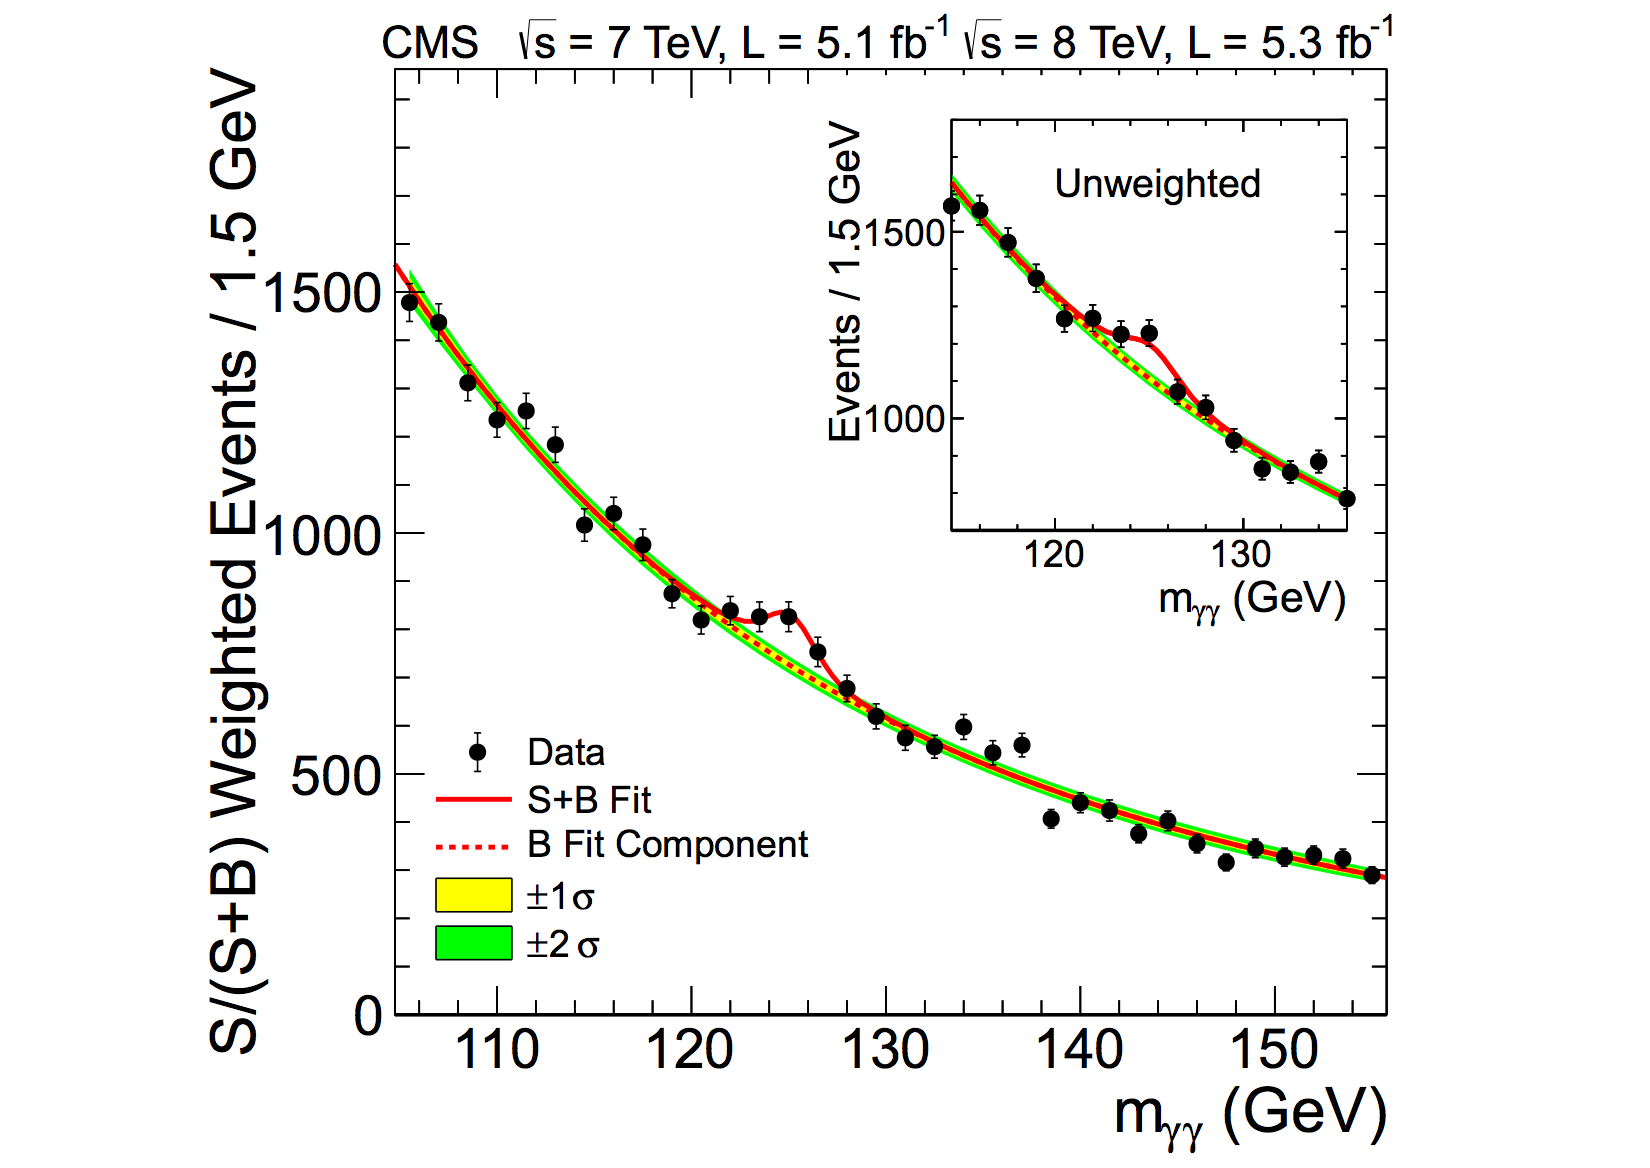 CMS √s = 7 TeV, L = 5.1 fb⁻¹ √s = 8 TeV, L = 5.3 fb⁻¹
S/(S+B) Weighted Events / 1.5 GeV
1500
1000
500
0
Events / 1.5 GeV
1500
1000
Unweighted
120 130
mγγ (GeV)
Data
S+B Fit
B Fit Component
±1σ
±2σ
110 120 130 140 150
mγγ (GeV)